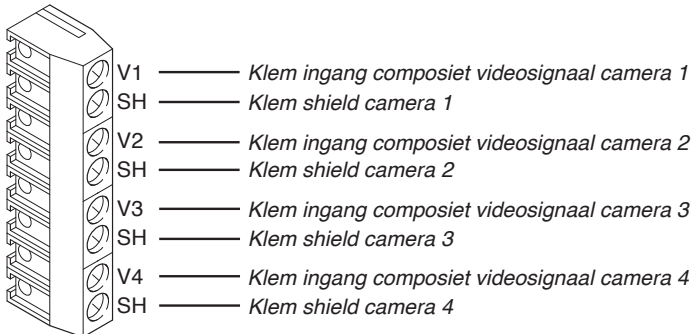 V1 Klem ingang composiet videosignaal camera 1
SH Klem shield camera 1
V2 Klem ingang composiet videosignaal camera 2
SH Klem shield camera 2
V3 Klem ingang composiet videosignaal camera 3
SH Klem shield camera 3
V4 Klem ingang composiet videosignaal camera 4
SH Klem shield camera 4